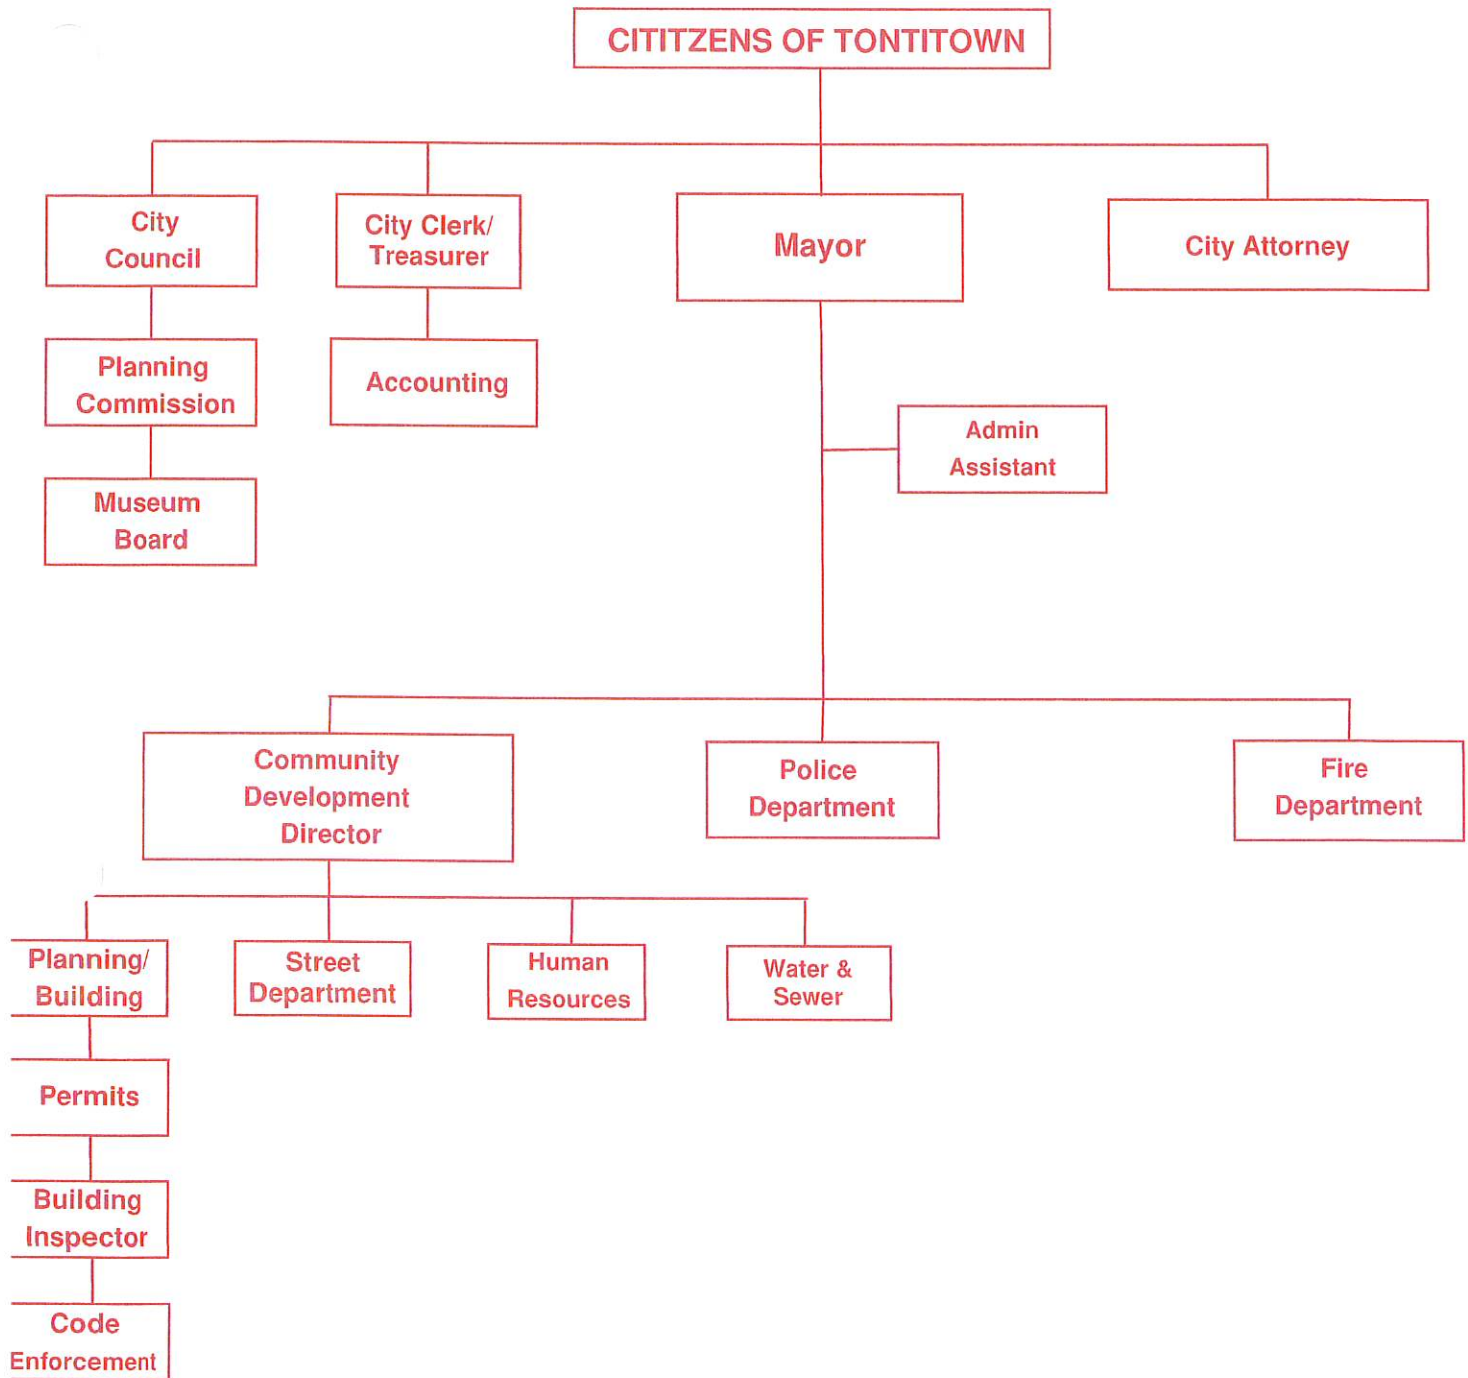 CITITZENS OF TONTITOWN
City
Council
City Clerk/
Treasurer
Mayor
City Attorney
Planning
Commission
Accounting
Admin
Assistant
Museum
Board
Community
Development
Director
Police
Department
Fire
Department
Planning/
Building
Street
Department
Human
Resources
Water &
Sewer
Permits
Building
Inspector
Code
Enforcement